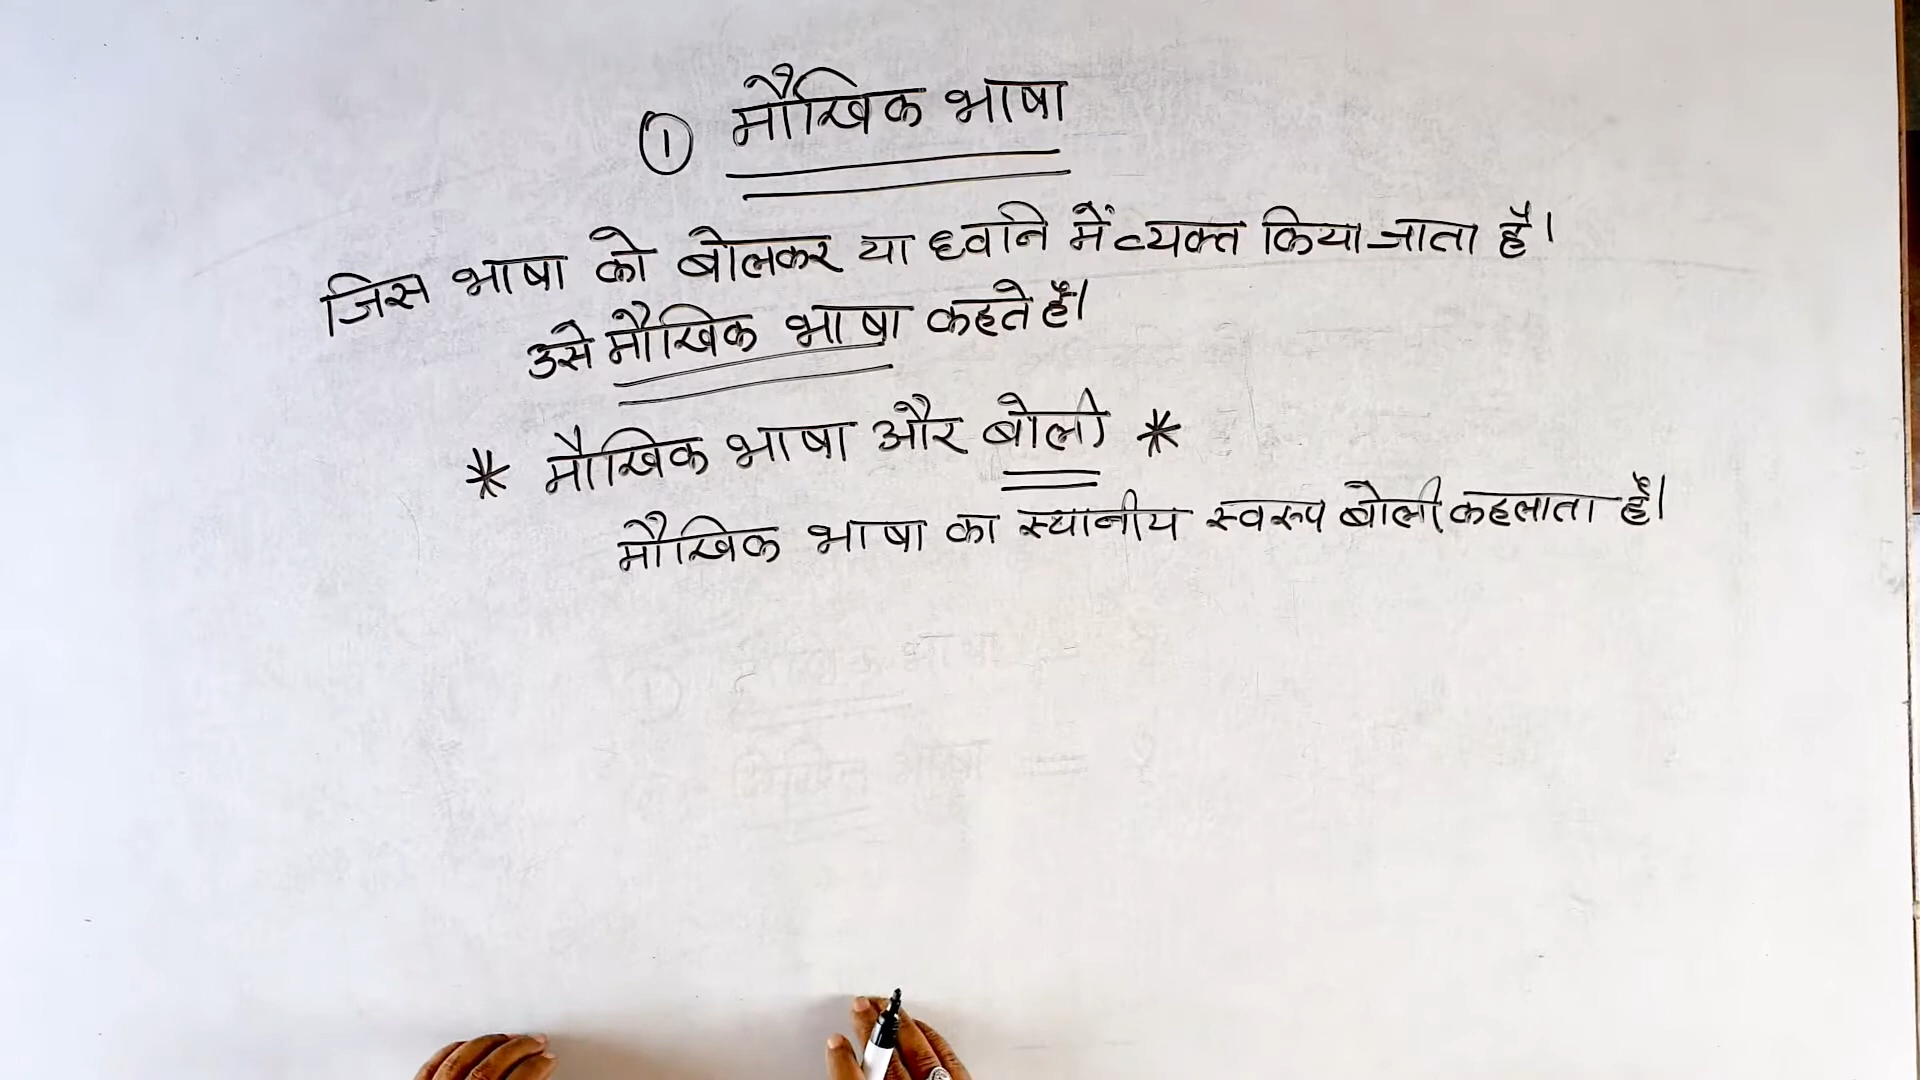 ① मौखिक भाषा
जिस भाषा को बोलकर या ध्वनि में व्यक्त किया जाता है।
उसे मौखिक भाषा कहते हैं।
* मौखिक भाषा और बोली *
मौखिक भाषा का स्थानीय स्वरुप बोली कहलाता है।